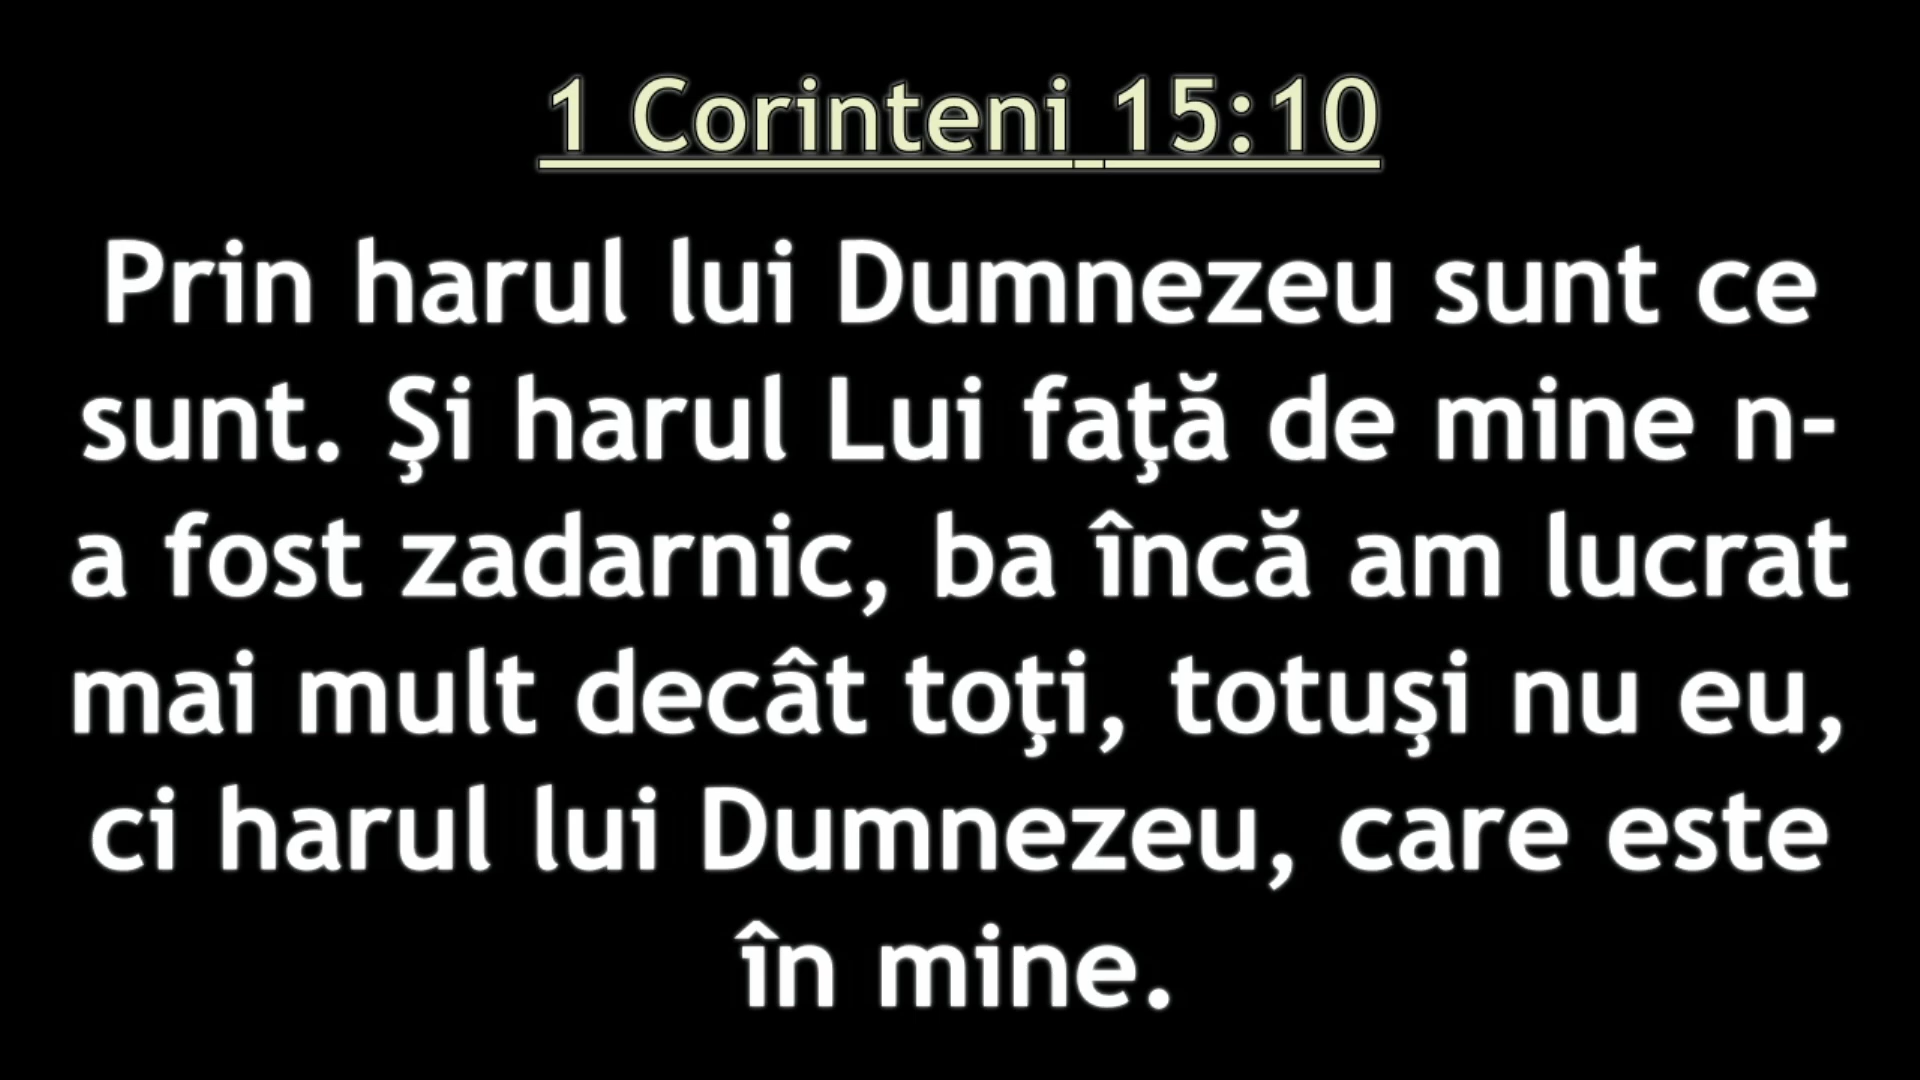 1 Corinteni 15:10
Prin harul lui Dumnezeu sunt ce
sunt. Şi harul Lui faţă de mine n-
a fost zadarnic, ba încă am lucrat
mai mult decât toţi, totuşi nu eu,
ci harul lui Dumnezeu, care este
în mine.